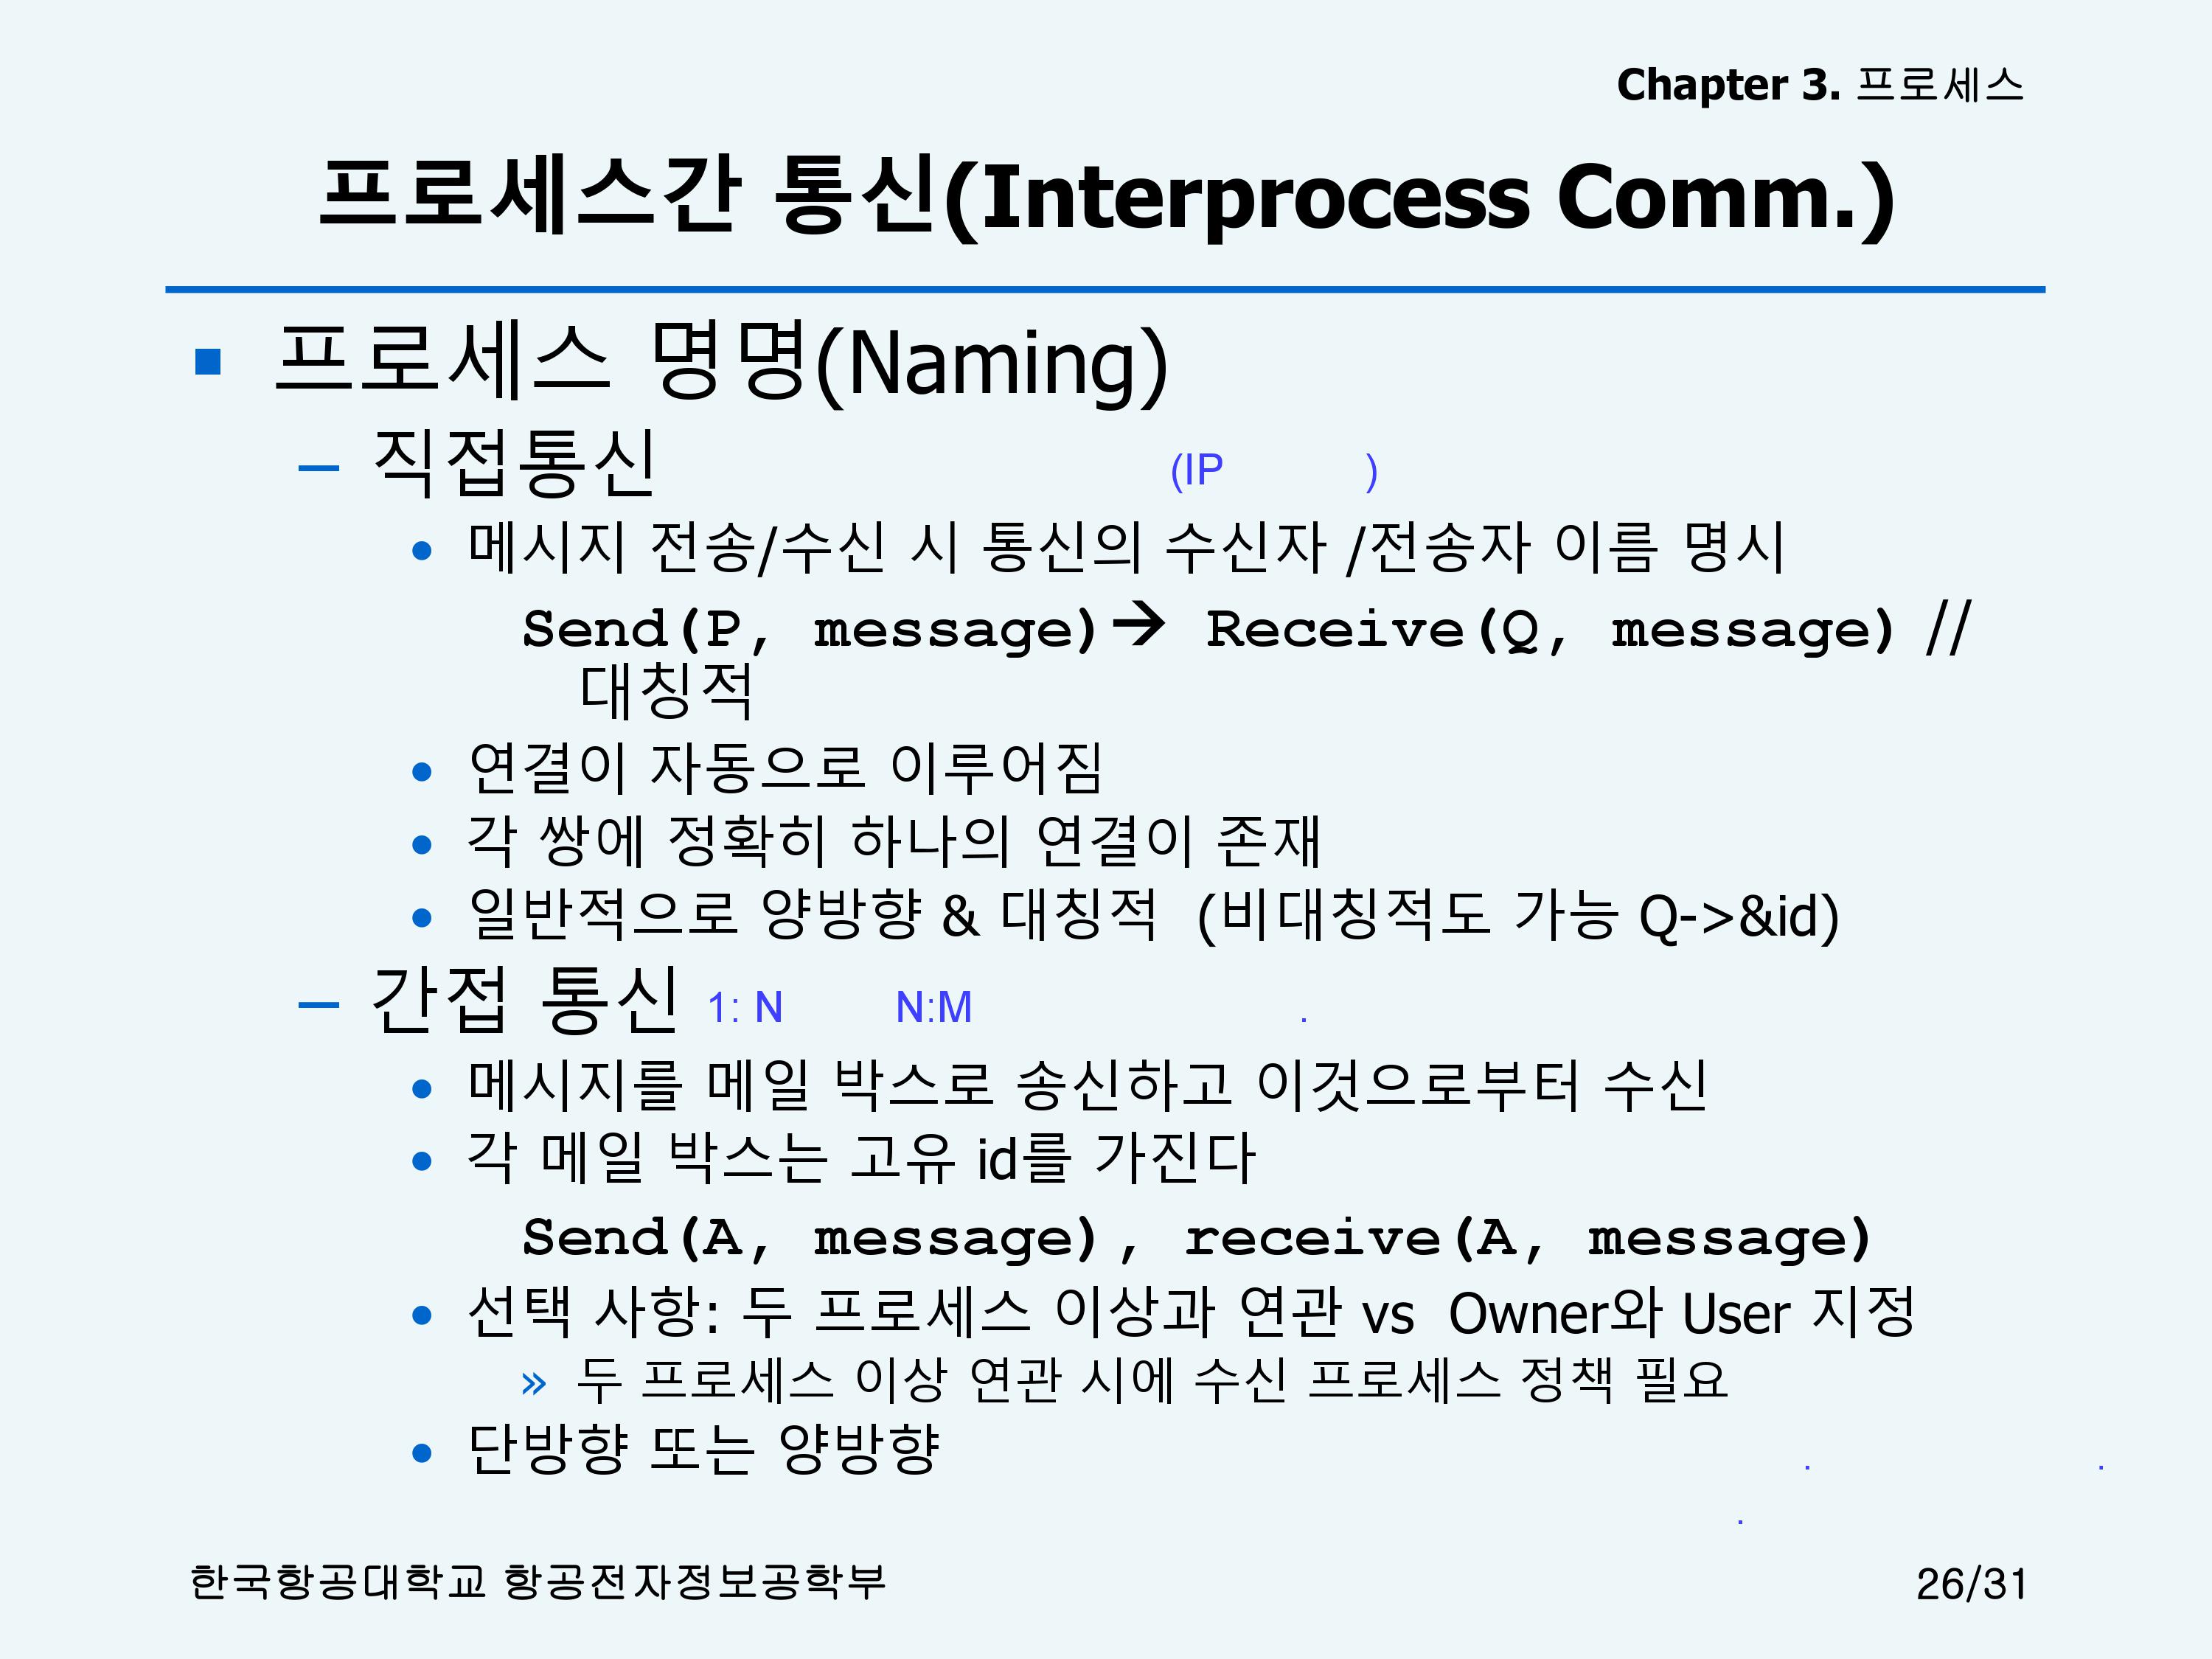 Chapter 3. 프로세스
프로세스간 통신(Interprocess Comm.)
▪ 프로세스 명명(Naming)
– 직접통신 (IP )
• 메시지 전송/수신 시 통신의 수신자 /전송자 이름 명시
Send(P, message)→ Receive(Q, message) //
대칭적
• 연결이 자동으로 이루어짐
• 각 쌍에 정확히 하나의 연결이 존재
• 일반적으로 양방향 & 대칭적 (비대칭적도 가능 Q->&id)
– 간접 통신 1: N N:M .
• 메시지를 메일 박스로 송신하고 이것으로부터 수신
• 각 메일 박스는 고유 id를 가진다
Send(A, message), receive(A, message)
• 선택 사항: 두 프로세스 이상과 연관 vs Owner와 User 지정
» 두 프로세스 이상 연관 시에 수신 프로세스 정책 필요
• 단방향 또는 양방향 . .
.
한국항공대학교 항공전자정보공학부 26/31